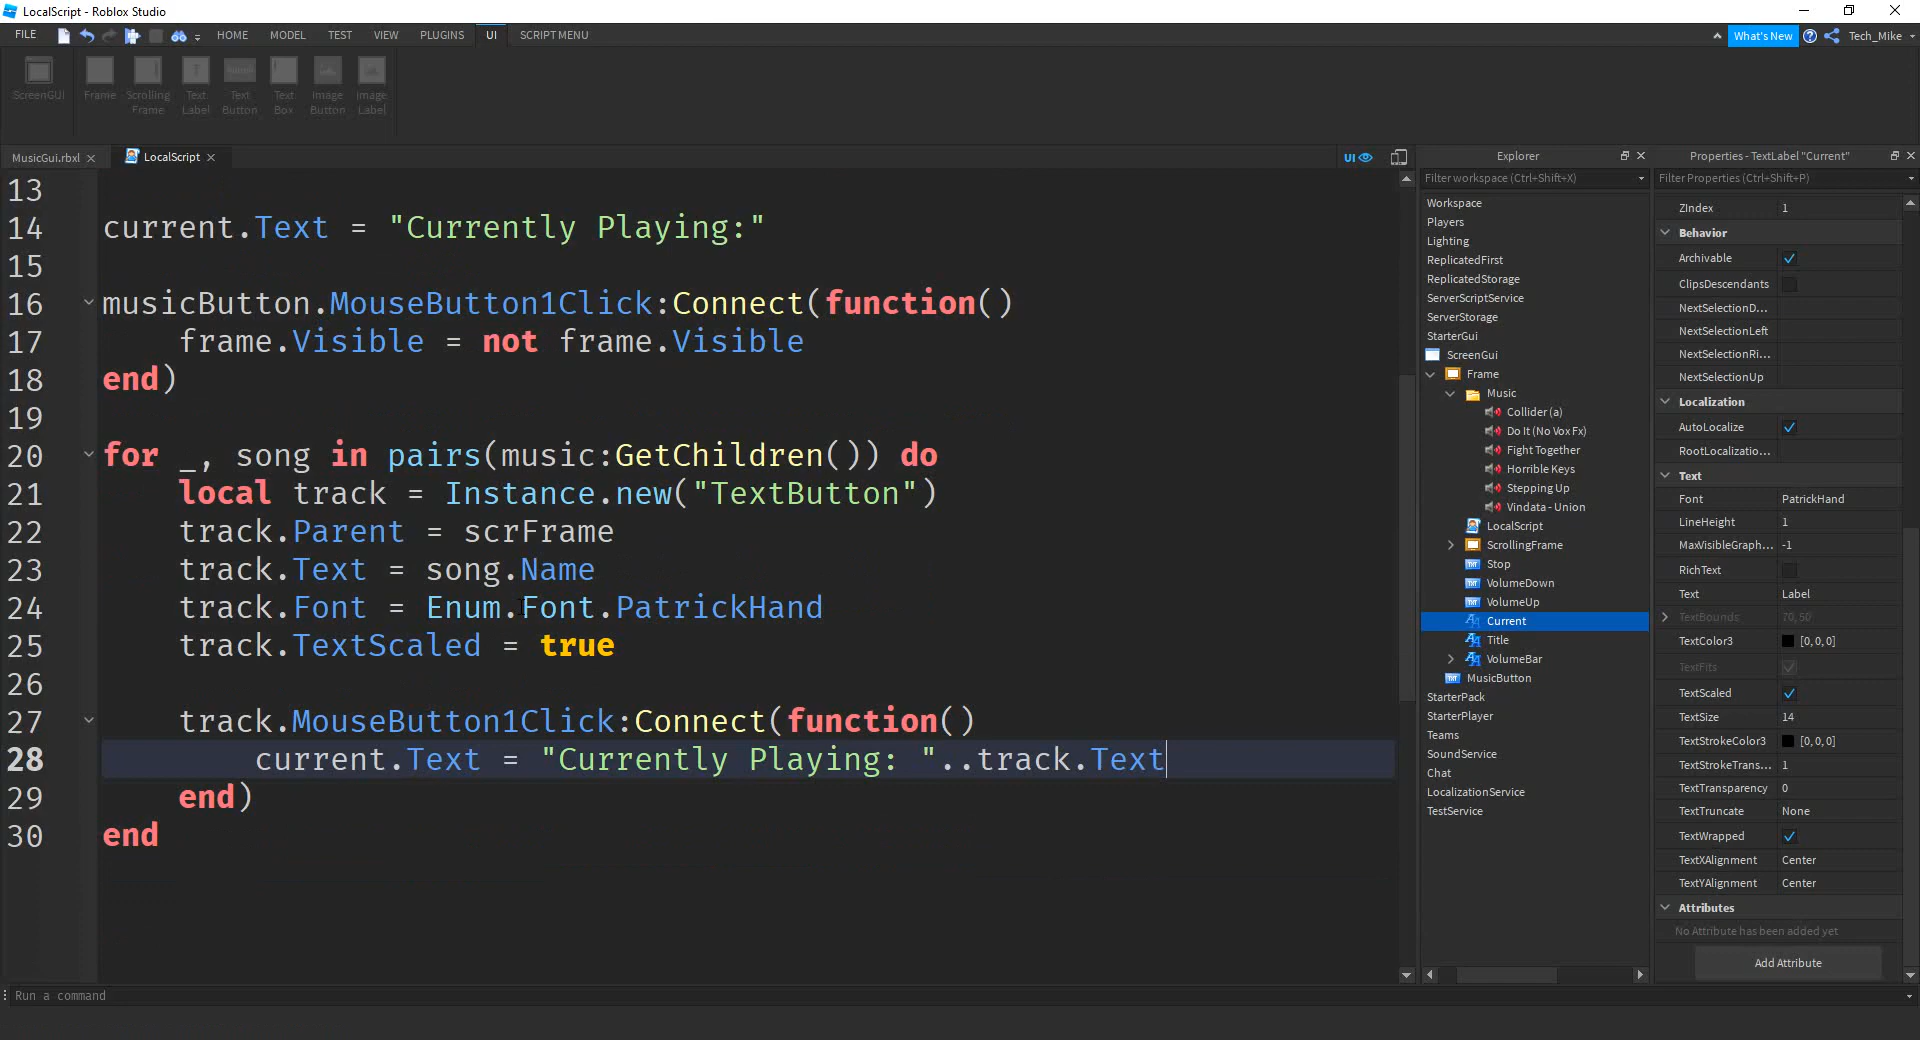 LocalScript - Roblox Studio
FILE
HOME
MODEL
TEST
VIEW
PLUGINS
UI
SCRIPT MENU
What's New
Tech_Mike
ScreenGUI
Frame
Scrolling
Frame
Text
Label
Text
Button
Text
Box
Image
Button
Image
Label
MusicGui.rbxl
LocalScript
UI
13
14 current.Text = "Currently Playing:"
15
16 musicButton.MouseButton1Click:Connect(function()
17 frame.Visible = not frame.Visible
18 end)
19
20 for _, song in pairs(music:GetChildren()) do
21 local track = Instance.new("TextButton")
22 track.Parent = scrFrame
23 track.Text = song.Name
24 track.Font = Enum.Font.PatrickHand
25 track.TextScaled = true
26
27 track.MouseButton1Click:Connect(function()
28 current.Text = "Currently Playing: "..track.Text
29 end)
30 end
Run a command
Explorer
Filter workspace (Ctrl+Shift+X)
Workspace
Players
Lighting
ReplicatedFirst
ReplicatedStorage
ServerScriptService
ServerStorage
StarterGui
ScreenGui
Frame
Music
Collider (a)
Do It (No Vox Fx)
Fight Together
Horrible Keys
Stepping Up
Vindata - Union
LocalScript
ScrollingFrame
Stop
VolumeDown
VolumeUp
Current
Title
VolumeBar
MusicButton
StarterPack
StarterPlayer
Teams
SoundService
Chat
LocalizationService
TestService
Properties - TextLabel "Current"
Filter Properties (Ctrl+Shift+P)
ZIndex 1
Behavior
Archivable
ClipsDescendants
NextSelectionD...
NextSelectionLeft
NextSelectionRi...
NextSelectionUp
Localization
AutoLocalize
RootLocalizatio...
Text
Font PatrickHand
LineHeight 1
MaxVisibleGraph... -1
RichText
Text Label
TextBounds 70, 50
TextColor3 [0, 0, 0]
TextFits
TextScaled
TextSize 14
TextStrokeColor3 [0, 0, 0]
TextStrokeTrans... 1
TextTransparency 0
TextTruncate None
TextWrapped
TextXAlignment Center
TextYAlignment Center
Attributes
No Attribute has been added yet
Add Attribute